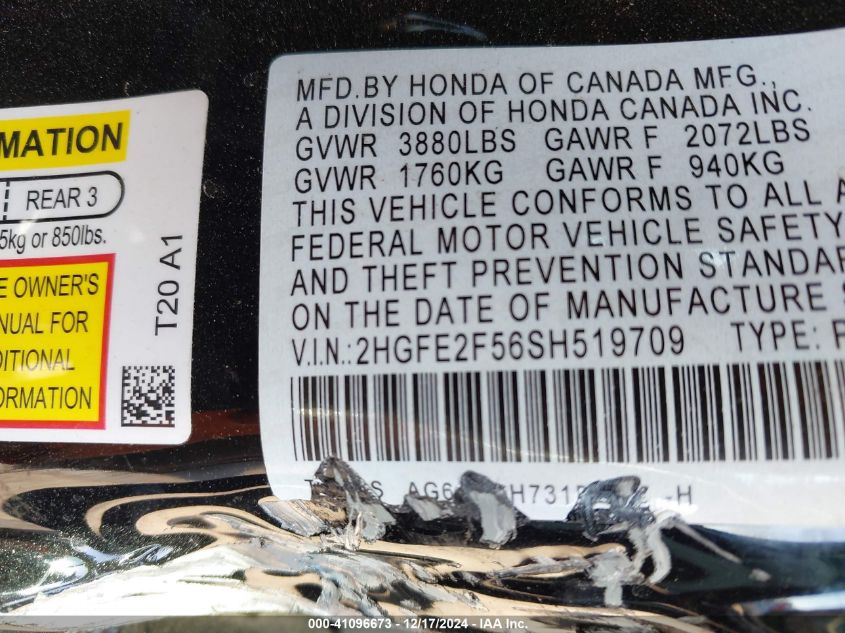 MATION
REAR 3
5kg or 850lbs.
E OWNER'S
NUAL FOR
DITIONAL
ORMATION
T20 A1
MFD.BY HONDA OF CANADA MFG.,
A DIVISION OF HONDA CANADA INC.
GVWR 3880LBS GAWR F 2072LBS
GVWR 1760KG GAWR F 940KG
THIS VEHICLE CONFORMS TO ALL A
FEDERAL MOTOR VEHICLE SAFETY
AND THEFT PREVENTION STANDAR
ON THE DATE OF MANUFACTURE S
V.I.N.:2HGFE2F56SH519709 TYPE: P
-H
000-41096673 - 12/17/2024 - IAAI, Inc.